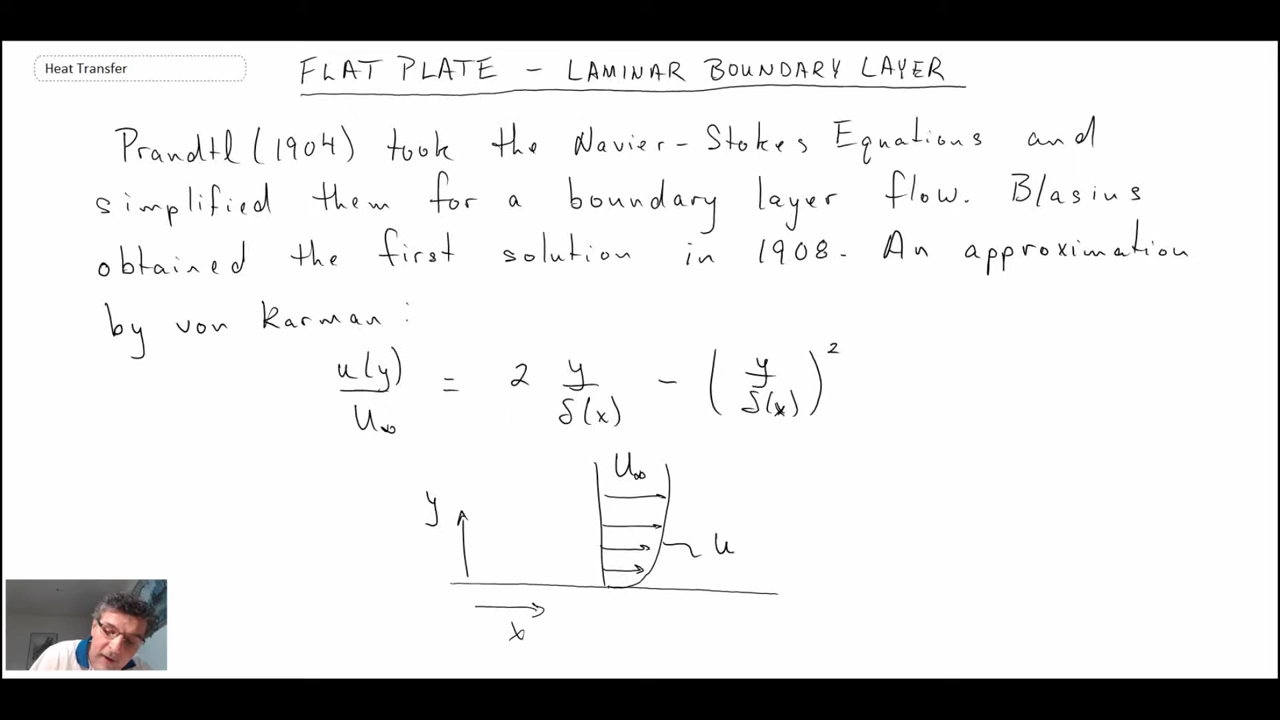 Heat Transfer
FLAT PLATE - LAMINAR BOUNDARY LAYER
Prandtl (1904) took the Navier-Stokes Equations and
simplified them for a boundary layer flow. Blasius
obtained the first solution in 1908. An approximation
by von Karman :
u(y)/U∞ = 2 y/δ(x) - (y/δ(x))²
U∞
y
u
x